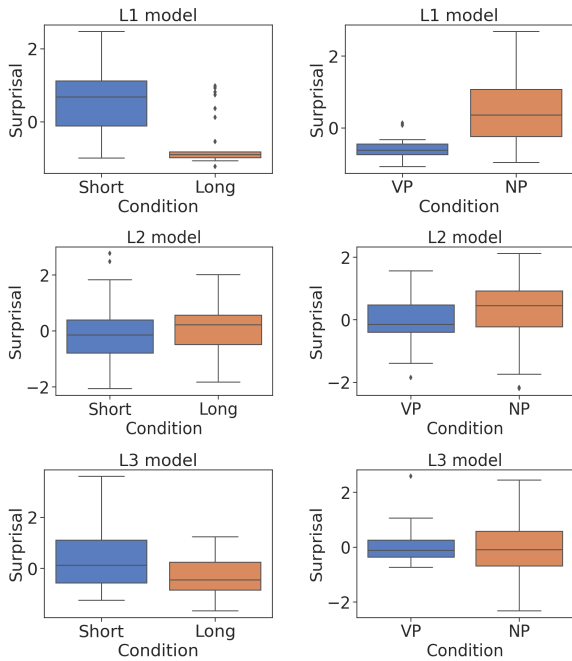 L1 model
Surprisal
2
0
Short
Long
Condition
L1 model
Surprisal
2
0
VP
NP
Condition
L2 model
Surprisal
2
0
−2
Short
Long
Condition
L2 model
Surprisal
2
0
−2
VP
NP
Condition
L3 model
Surprisal
2
0
Short
Long
Condition
L3 model
Surprisal
2
0
−2
VP
NP
Condition